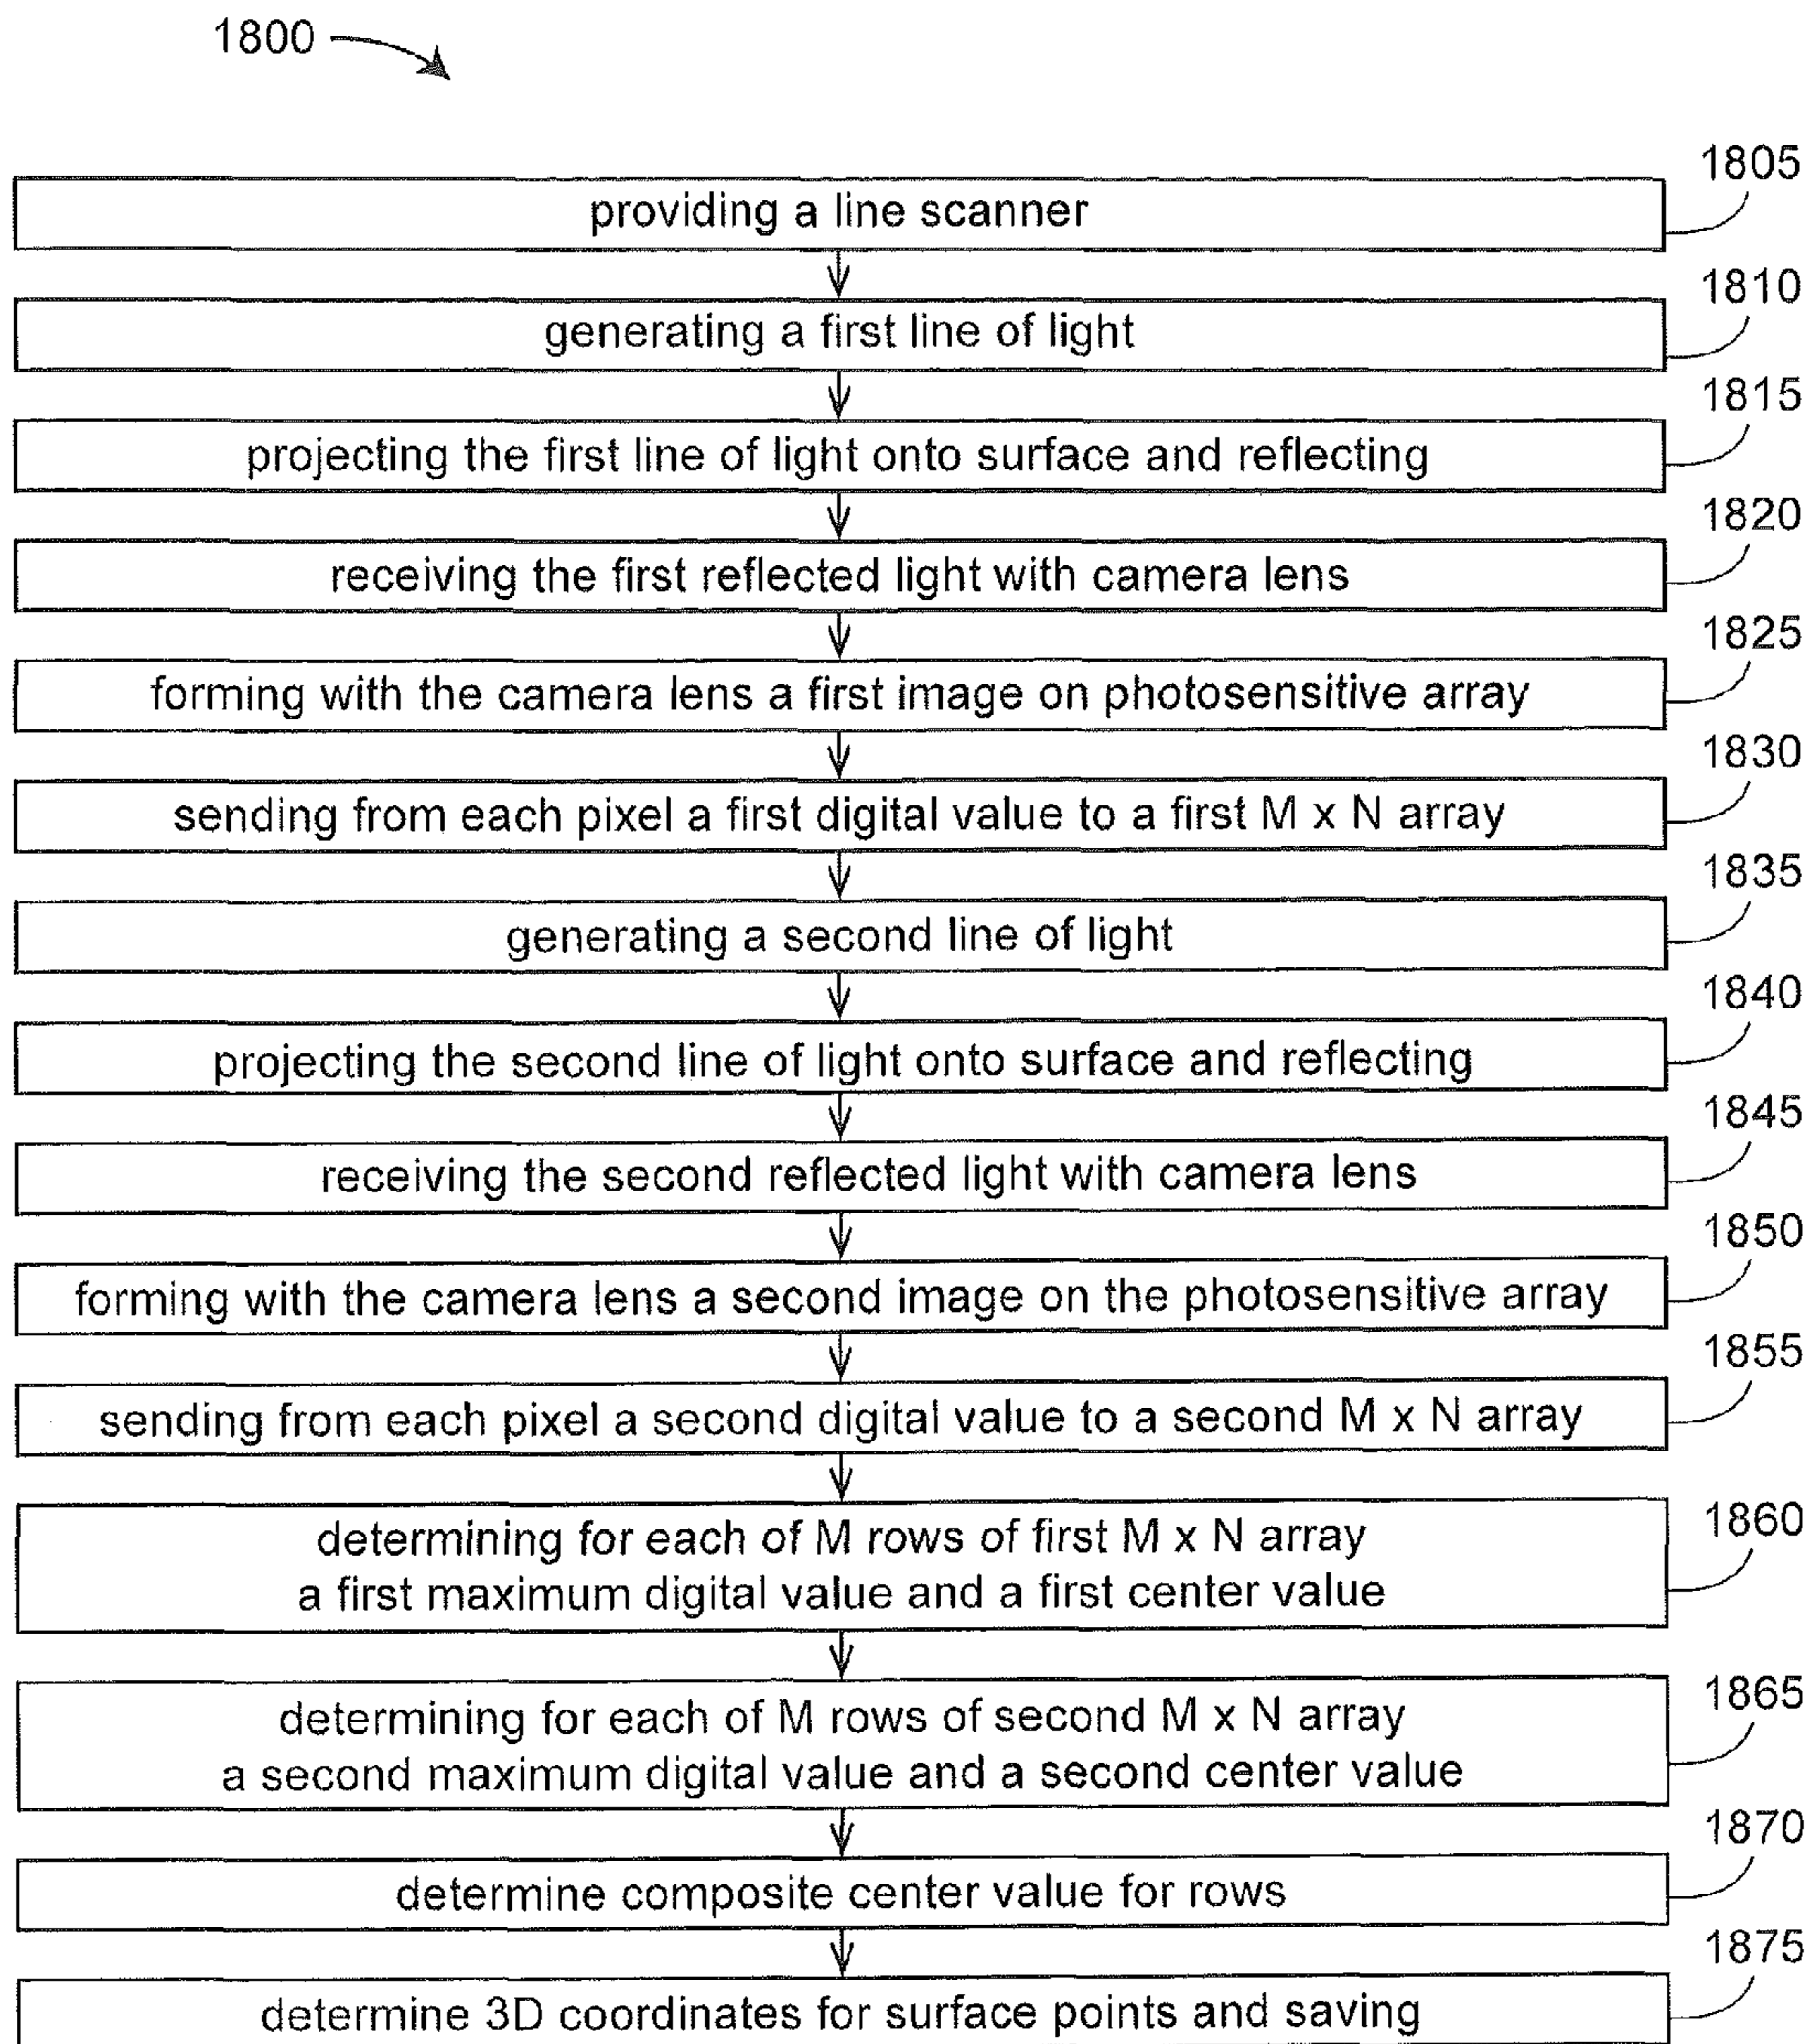 1800
1805
providing a line scanner
1810
generating a first line of light
1815
projecting the first line of light onto surface and reflecting
1820
receiving the first reflected light with camera lens
1825
forming with the camera lens a first image on photosensitive array
1830
sending from each pixel a first digital value to a first M x N array
1835
generating a second line of light
1840
projecting the second line of light onto surface and reflecting
1845
receiving the second reflected light with camera lens
1850
forming with the camera lens a second image on the photosensitive array
1855
sending from each pixel a second digital value to a second M x N array
1860
determining for each of M rows of first M x N array
a first maximum digital value and a first center value
1865
determining for each of M rows of second M x N array
a second maximum digital value and a second center value
1870
determine composite center value for rows
1875
determine 3D coordinates for surface points and saving